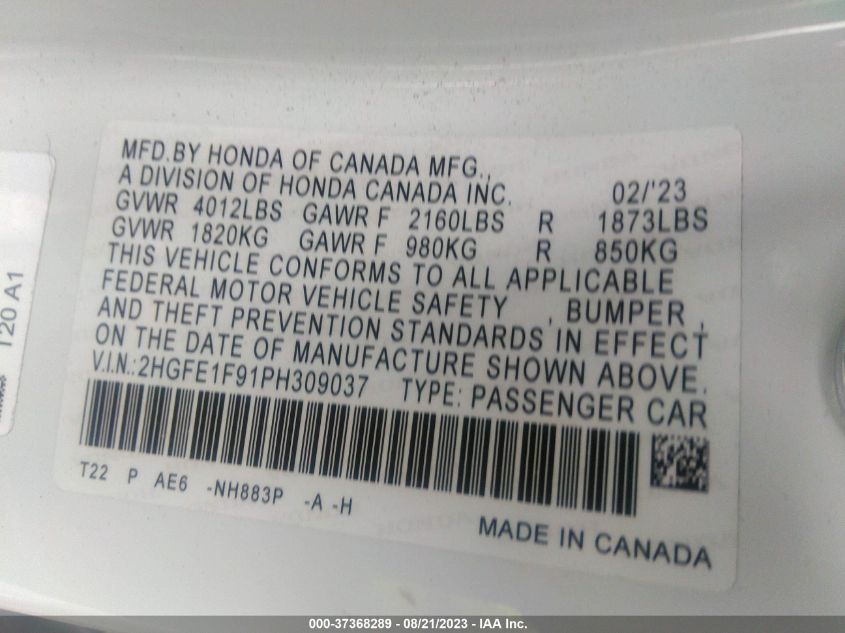 MFD.BY HONDA OF CANADA MFG.,
A DIVISION OF HONDA CANADA INC. 02/'23
GVWR 4012LBS GAWR F 2160LBS R 1873LBS
GVWR 1820KG GAWR F 980KG R 850KG
THIS VEHICLE CONFORMS TO ALL APPLICABLE
FEDERAL MOTOR VEHICLE SAFETY , BUMPER ,
AND THEFT PREVENTION STANDARDS IN EFFECT
ON THE DATE OF MANUFACTURE SHOWN ABOVE.
V.I.N.:2HGFE1F91PH309037 TYPE: PASSENGER CAR
T22 P AE6 -NH883P -A -H
MADE IN CANADA
T20 A1
000-37368289 - 08/21/2023 - IAA Inc.